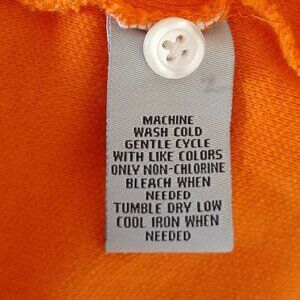 MACHINE
WASH COLD
GENTLE CYCLE
WITH LIKE COLORS
ONLY NON-CHLORINE
BLEACH WHEN
NEEDED
TUMBLE DRY LOW
COOL IRON WHEN
NEEDED